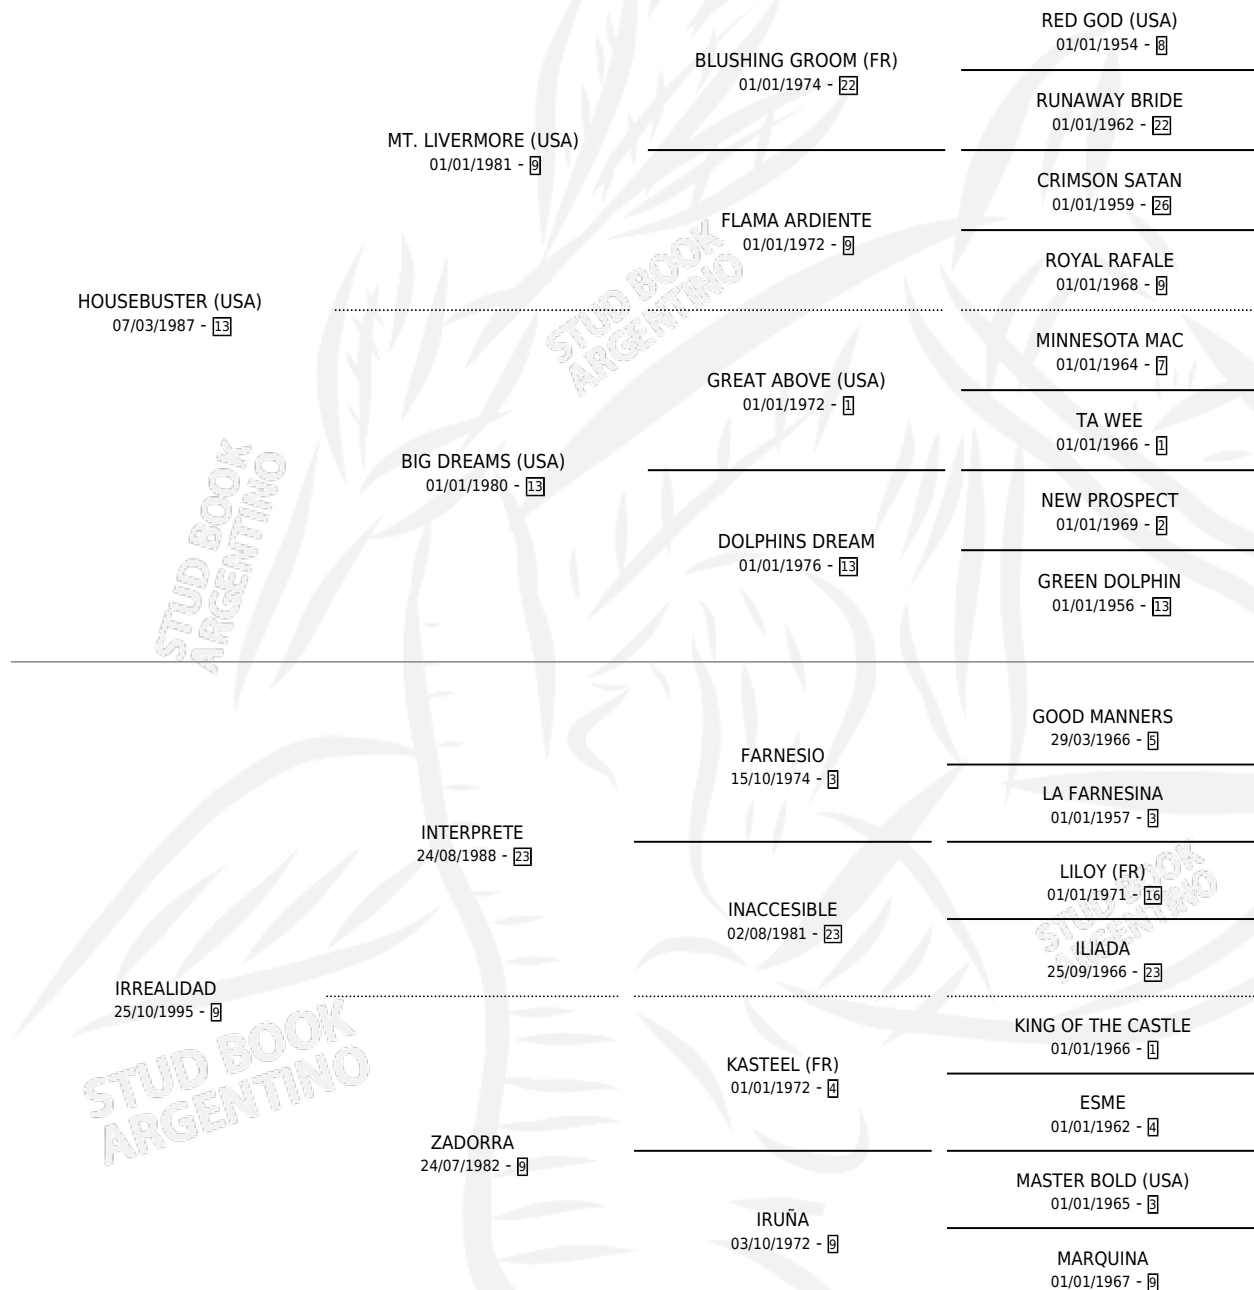 RED GOD (USA)
01/01/1954 - 8
BLUSHING GROOM (FR)
01/01/1974 - 22
RUNAWAY BRIDE
01/01/1962 - 22
MT. LIVERMORE (USA)
01/01/1981 - 9
CRIMSON SATAN
01/01/1959 - 26
FLAMA ARDIENTE
01/01/1972 - 9
ROYAL RAFALE
01/01/1968 - 9
HOUSEBUSTER (USA)
07/03/1987 - 13
STUD BOOK
ARGENTINO
MINNESOTA MAC
01/01/1964 - 7
GREAT ABOVE (USA)
01/01/1972 - 1
TA WEE
01/01/1966 - 1
BIG DREAMS (USA)
01/01/1980 - 13
NEW PROSPECT
01/01/1969 - 2
DOLPHINS DREAM
01/01/1976 - 13
GREEN DOLPHIN
01/01/1956 - 13
STUD BOOK
ARGENTINO
GOOD MANNERS
29/03/1966 - 5
FARNESIO
15/10/1974 - 3
LA FARNESINA
01/01/1957 - 3
INTERPRETE
24/08/1988 - 23
LILOY (FR)
01/01/1971 - 16
INACCESIBLE
02/08/1981 - 23
ILIADA
25/09/1966 - 23
STUD BOOK
ARGENTINO
IRREALIDAD
25/10/1995 - 9
KING OF THE CASTLE
01/01/1966 - 1
KASTEEL (FR)
01/01/1972 - 4
ESME
01/01/1962 - 4
STUD BOOK
ARGENTINO
ZADORRA
24/07/1982 - 9
MASTER BOLD (USA)
01/01/1965 - 3
IRUÑA
03/10/1972 - 9
MARQUINA
01/01/1967 - 9